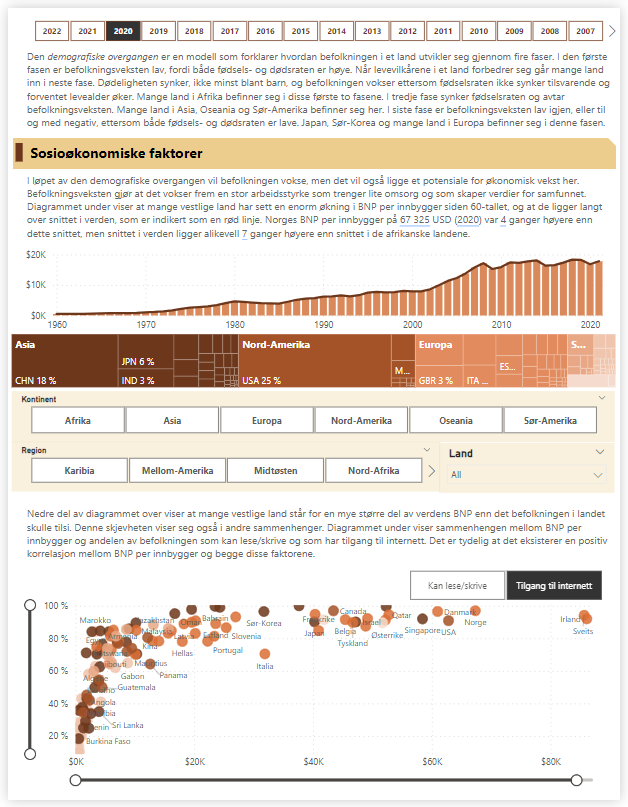 2022 2021 2020 2019 2018 2017 2016 2015 2014 2013 2012 2011 2010 2009 2008 2007
Den demografiske overgangen er en modell som forklarer hvordan befolkningen i et land utvikler seg gjennom fire faser. I den første
fasen er befolkningsveksten lav, fordi både fødsels- og dødsraten er høye. Når levevilkårene i et land forbedrer seg går mange land
inn i neste fase. Dødeligheten synker, ikke minst blant barn, og befolkningen vokser ettersom fødselsraten ikke synker tilsvarende og
forventet levealder øker. Mange land i Afrika befinner seg i disse første to fasene. I tredje fase synker fødselsraten og avtar
befolkningsveksten. Mange land i Asia, Oseania og Sør-Amerika befinner seg her. I siste fase er befolkningsveksten lav igjen, eller til
og med negativ, ettersom både fødsels- og dødsraten er lave. Japan, Sør-Korea og mange land i Europa befinner seg i denne fasen.
Sosioøkonomiske faktorer
I løpet av den demografiske overgangen vil befolkningen vokse, men det vil også ligge et potensiale for økonomisk vekst her.
Befolkningsveksten gjør at det vokser frem en stor arbeidsstyrke som trenger lite omsorg og som skaper verdier for samfunnet.
Diagrammet under viser at mange vestlige land har sett en enorm økning i BNP per innbygger siden 60-tallet, og at de ligger langt
over snittet i verden, som er indikert som en rød linje. Norges BNP per innbygger på 67 325 USD (2020) var 4 ganger høyere enn
dette snittet, men snittet i verden ligger alikevell 7 ganger høyere enn snittet i de afrikanske landene.
$20K
$10K
$0K
1960 1970 1980 1990 2000 2010 2020
Asia Nord-Amerika Europa S...
JPN 6 % M... ES...
CHN 18 % IND 3 % USA 25 % GBR 3 % ITA ...
Kontinent
Afrika Asia Europa Nord-Amerika Oseania Sør-Amerika
Region Land
Karibia Mellom-Amerika Midtøsten Nord-Afrika All
Nedre del av diagrammet over viser at mange vestlige land står for en mye større del av verdens BNP enn det befolkningen i landet
skulle tilsi. Denne skjevheten viser seg også i andre sammenhenger. Diagrammet under viser sammenhengen mellom BNP per
innbygger og andelen av befolkningen som kan lese/skrive og som har tilgang til internett. Det er tydelig at det eksisterer en positiv
korrelasjon mellom BNP per innbygger og begge disse faktorene.
Kan lese/skrive Tilgang til internett
100 %
Marokko Kazakstan Oman Bahrain Sør-Korea Frankrike Canada Israel Qatar Danmark Norge Irland
Armenia Malaysia Latvia Estland Slovenia Japan Belgia Østerrike Singapore USA Sveits
80 %
Kina Hellas Portugal Tyskland
Botswana Djibouti Mauritius Italia
60 %
Gabon Panama
Guatemala
40 %
Angola
Sri Lanka
20 %
Benin
Burkina Faso
$0K $20K $40K $60K $80K